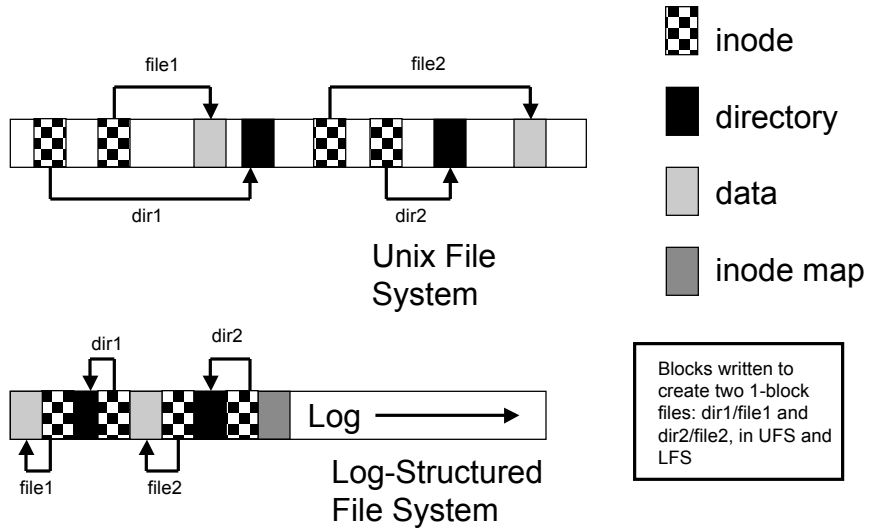 file1
file2
dir1
dir2
Unix File
System
inode
directory
data
inode map
dir1
dir2
Log
file1
file2
Log-Structured
File System
Blocks written to
create two 1-block
files: dir1/file1 and
dir2/file2, in UFS and
LFS